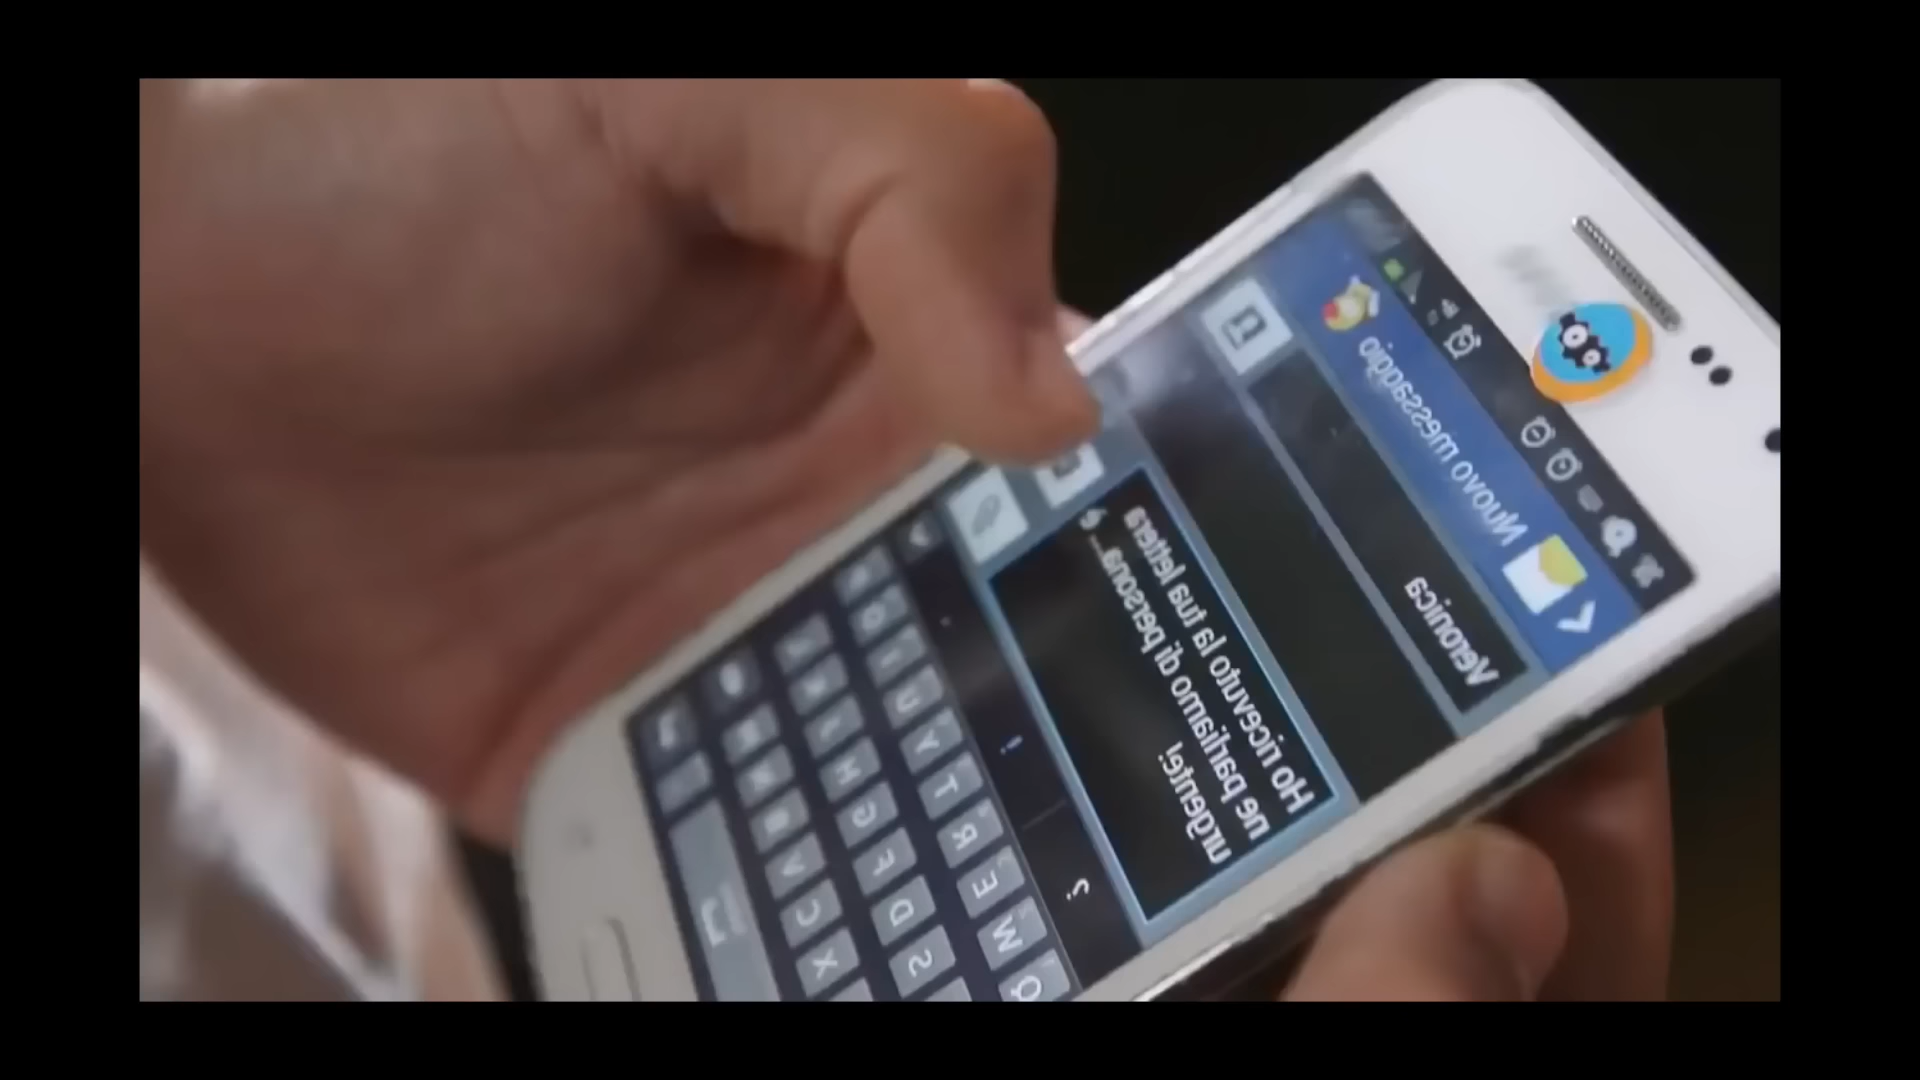 Nuovo messaggio
Veronica
Ho ricevuto la tua lettera
ne parliamo di persona... è
urgente!
! ?
Q W E R T Y U I O
S D F G H J K L
X C V B N M